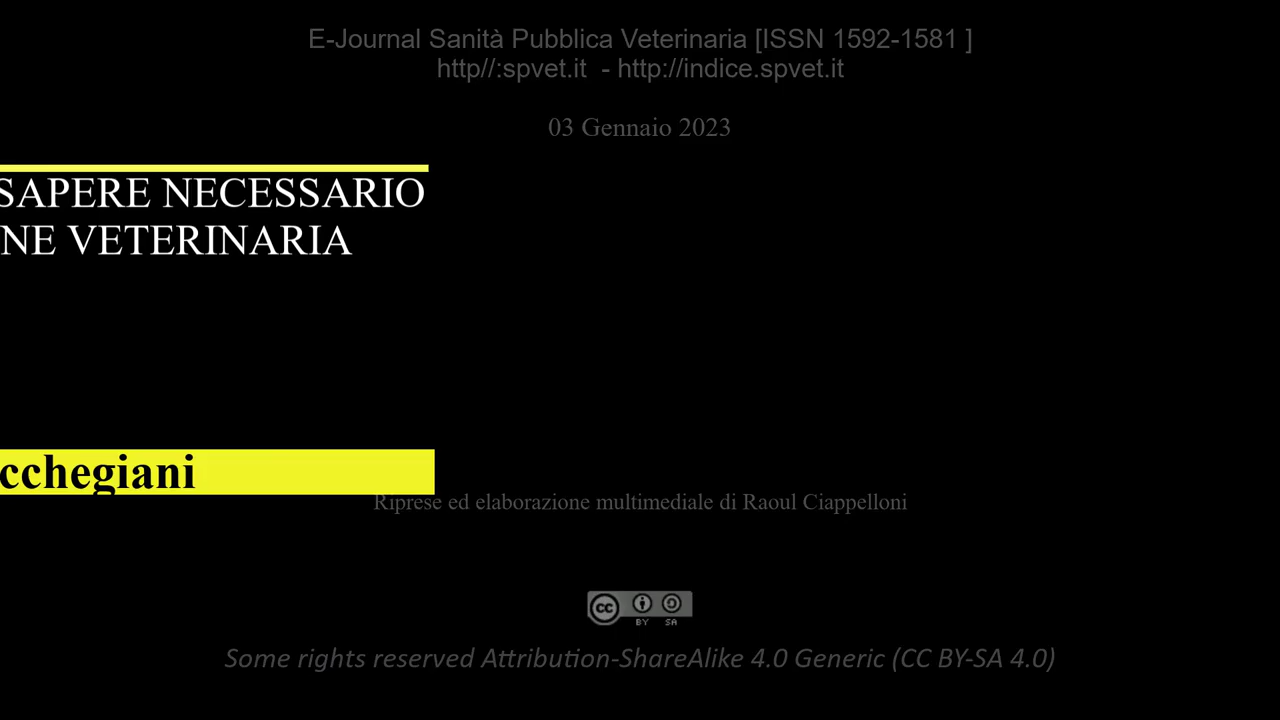 E-Journal Sanità Pubblica Veterinaria [ISSN 1592-1581 ]
http//:spvet.it - http://indice.spvet.it
03 Gennaio 2023
SAPERE NECESSARIO
NE VETERINARIA
cchegiani
Riprese ed elaborazione multimediale di Raoul Ciappelloni
cc
BY SA
Some rights reserved Attribution-ShareAlike 4.0 Generic (CC BY-SA 4.0)